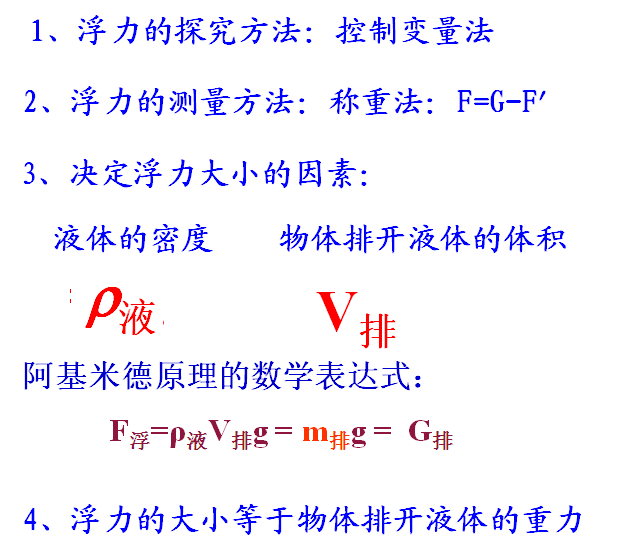 1、浮力的探究方法：控制变量法
2、浮力的测量方法：称重法：F=G-F′
3、决定浮力大小的因素：
液体的密度 物体排开液体的体积
ρ液 V排
阿基米德原理的数学表达式：
F浮=ρ液V排g = m排g = G排
4、浮力的大小等于物体排开液体的重力